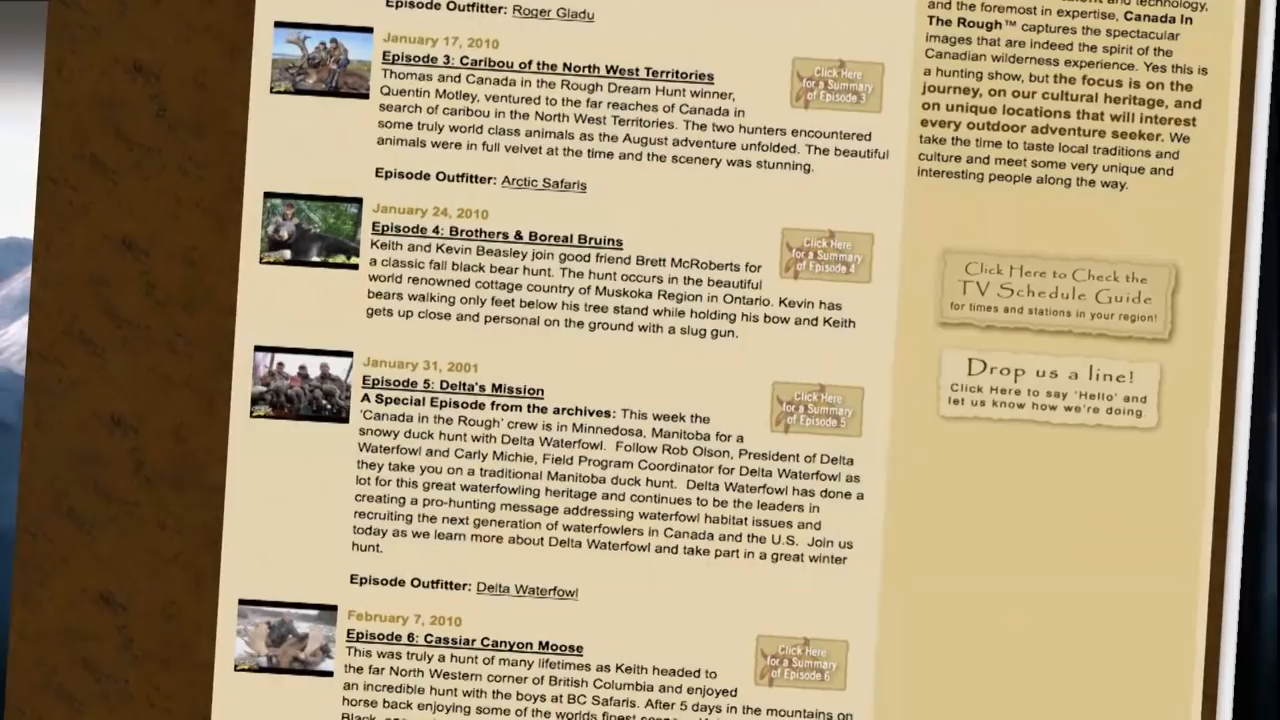 Episode Outfitter: Roger Gladu
January 17, 2010
Episode 3: Caribou of the North West Territories
Thomas and Canada in the Rough Dream Hunt winner,
Quentin Motley, ventured to the far reaches of Canada in
search of caribou in the North West Territories. The two hunters encountered
some truly world class animals as the August adventure unfolded. The beautiful
animals were in full velvet at the time and the scenery was stunning.
Click Here
for a Summary
of Episode 3
Episode Outfitter: Arctic Safaris
January 24, 2010
Episode 4: Brothers & Boreal Bruins
Keith and Kevin Beasley join good friend Brett McRoberts for
a classic fall black bear hunt. The hunt occurs in the beautiful
world renowned cottage country of Muskoka Region in Ontario. Kevin has
bears walking only feet below his tree stand while holding his bow and Keith
gets up close and personal on the ground with a slug gun.
Click Here
for a Summary
of Episode 4
January 31, 2001
Episode 5: Delta's Mission
A Special Episode from the archives: This week the
'Canada in the Rough' crew is in Minnedosa, Manitoba for a
snowy duck hunt with Delta Waterfowl. Follow Rob Olson, President of Delta
Waterfowl and Carly Michie, Field Program Coordinator for Delta Waterfowl as
they take you on a traditional Manitoba duck hunt. Delta Waterfowl has done a
lot for this great waterfowling heritage and continues to be the leaders in
creating a pro-hunting message addressing waterfowl habitat issues and
recruiting the next generation of waterfowlers in Canada and the U.S. Join us
today as we learn more about Delta Waterfowl and take part in a great winter
hunt.
Click Here
for a Summary
of Episode 5
Episode Outfitter: Delta Waterfowl
February 7, 2010
Episode 6: Cassiar Canyon Moose
This was truly a hunt of many lifetimes as Keith headed to
the far North Western corner of British Columbia and enjoyed
an incredible hunt with the boys at BC Safaris. After 5 days in the mountains on
horse back enjoying some of the worlds finest
Click Here
for a Summary
of Episode 6
and technology,
and the foremost in expertise, Canada In
The Rough™ captures the spectacular
images that are indeed the spirit of the
Canadian wilderness experience. Yes this is
a hunting show, but the focus is on the
journey, on our cultural heritage, and
on unique locations that will interest
every outdoor adventure seeker. We
take the time to taste local traditions and
culture and meet some very unique and
interesting people along the way.
Click Here to Check the
TV Schedule Guide
for times and stations in your region!
Drop us a line!
Click Here to say 'Hello' and
let us know how we're doing.